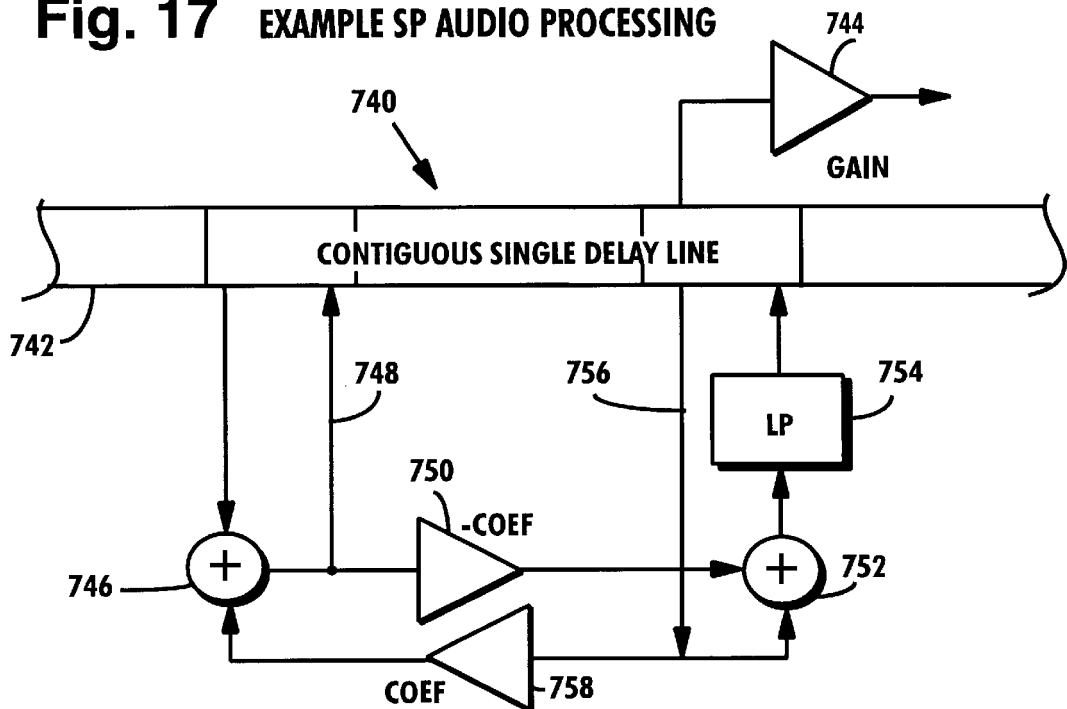 Fig. 17 EXAMPLE SP AUDIO PROCESSING
744
740
GAIN
CONTIGUOUS SINGLE DELAY LINE
742
748
756
754
LP
750
-COEF
+
+
746
752
COEF
758